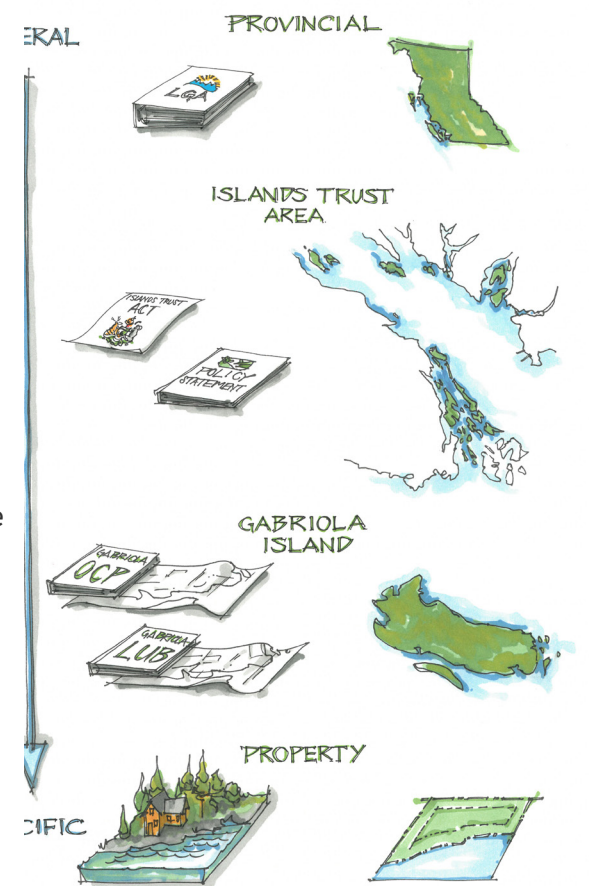 PROVINCIAL
ERAL
LGA
ISLANDS TRUST
AREA
ISLANDS TRUST
ACT
POLICY
STATEMENT
e
GABRIOLA
ISLAND
GABRIOLA
OCP
GABRIOLA
LUB
PROPERTY
CIFIC